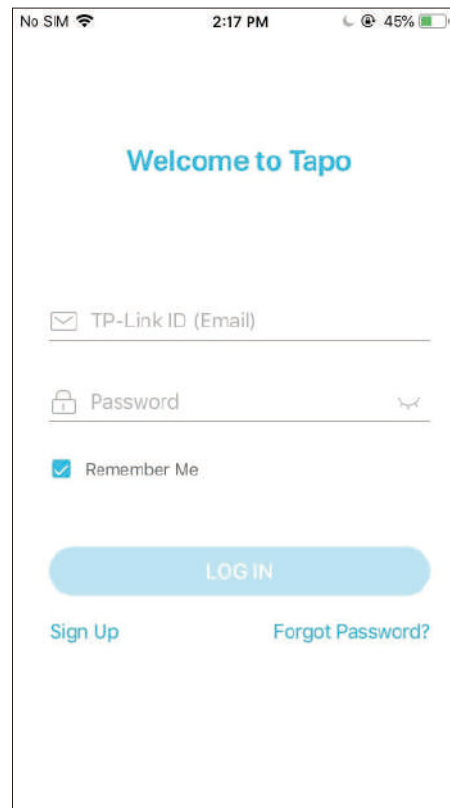 No SIM 2:17 PM 45%
Welcome to Tapo
TP-Link ID (Email)
Password
Remember Me
LOG IN
Sign Up Forgot Password?